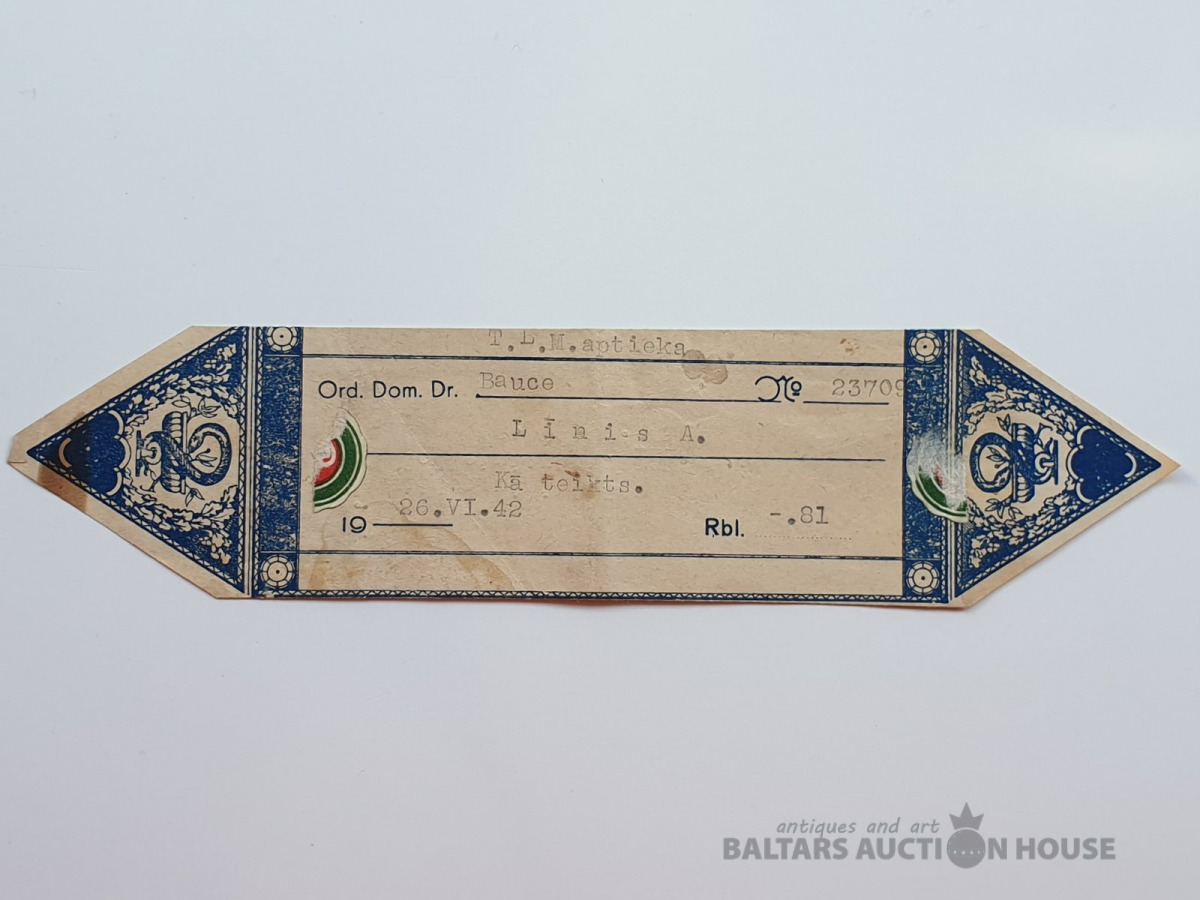 T.L.M.aptieka
Ord. Dom. Dr. Bauce № 23709
Līnis A.
Kā teikts.
19 26.VI.42 Rbl. -.81
antiques and art
BALTARS AUCTION HOUSE